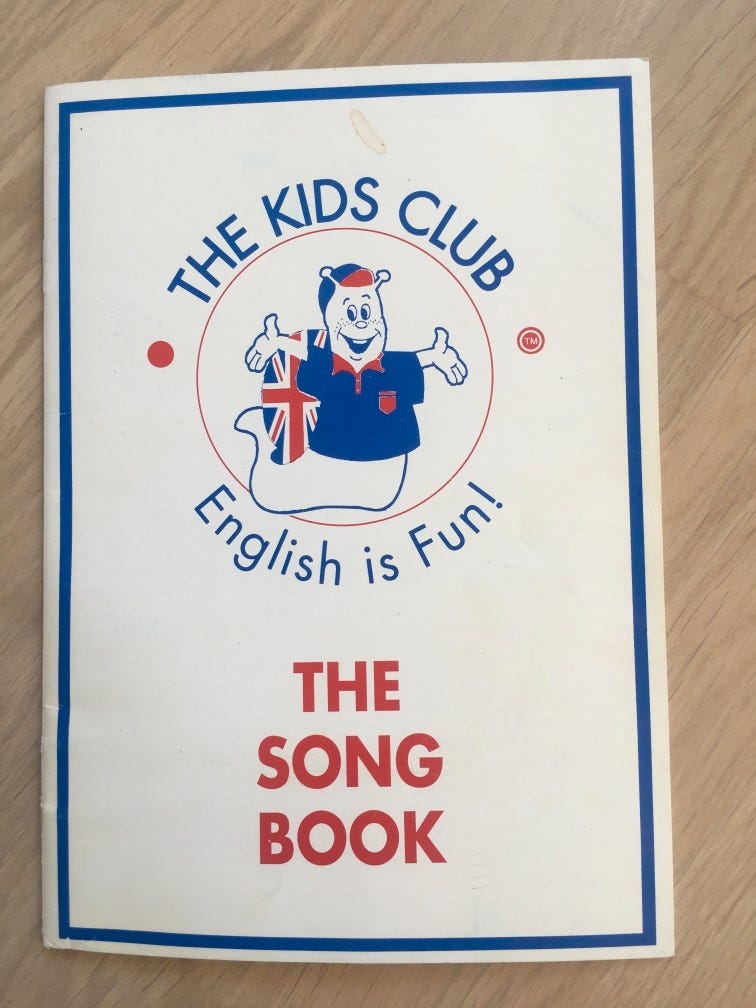 THE KIDS CLUB
TM
English is Fun!
THE
SONG
BOOK